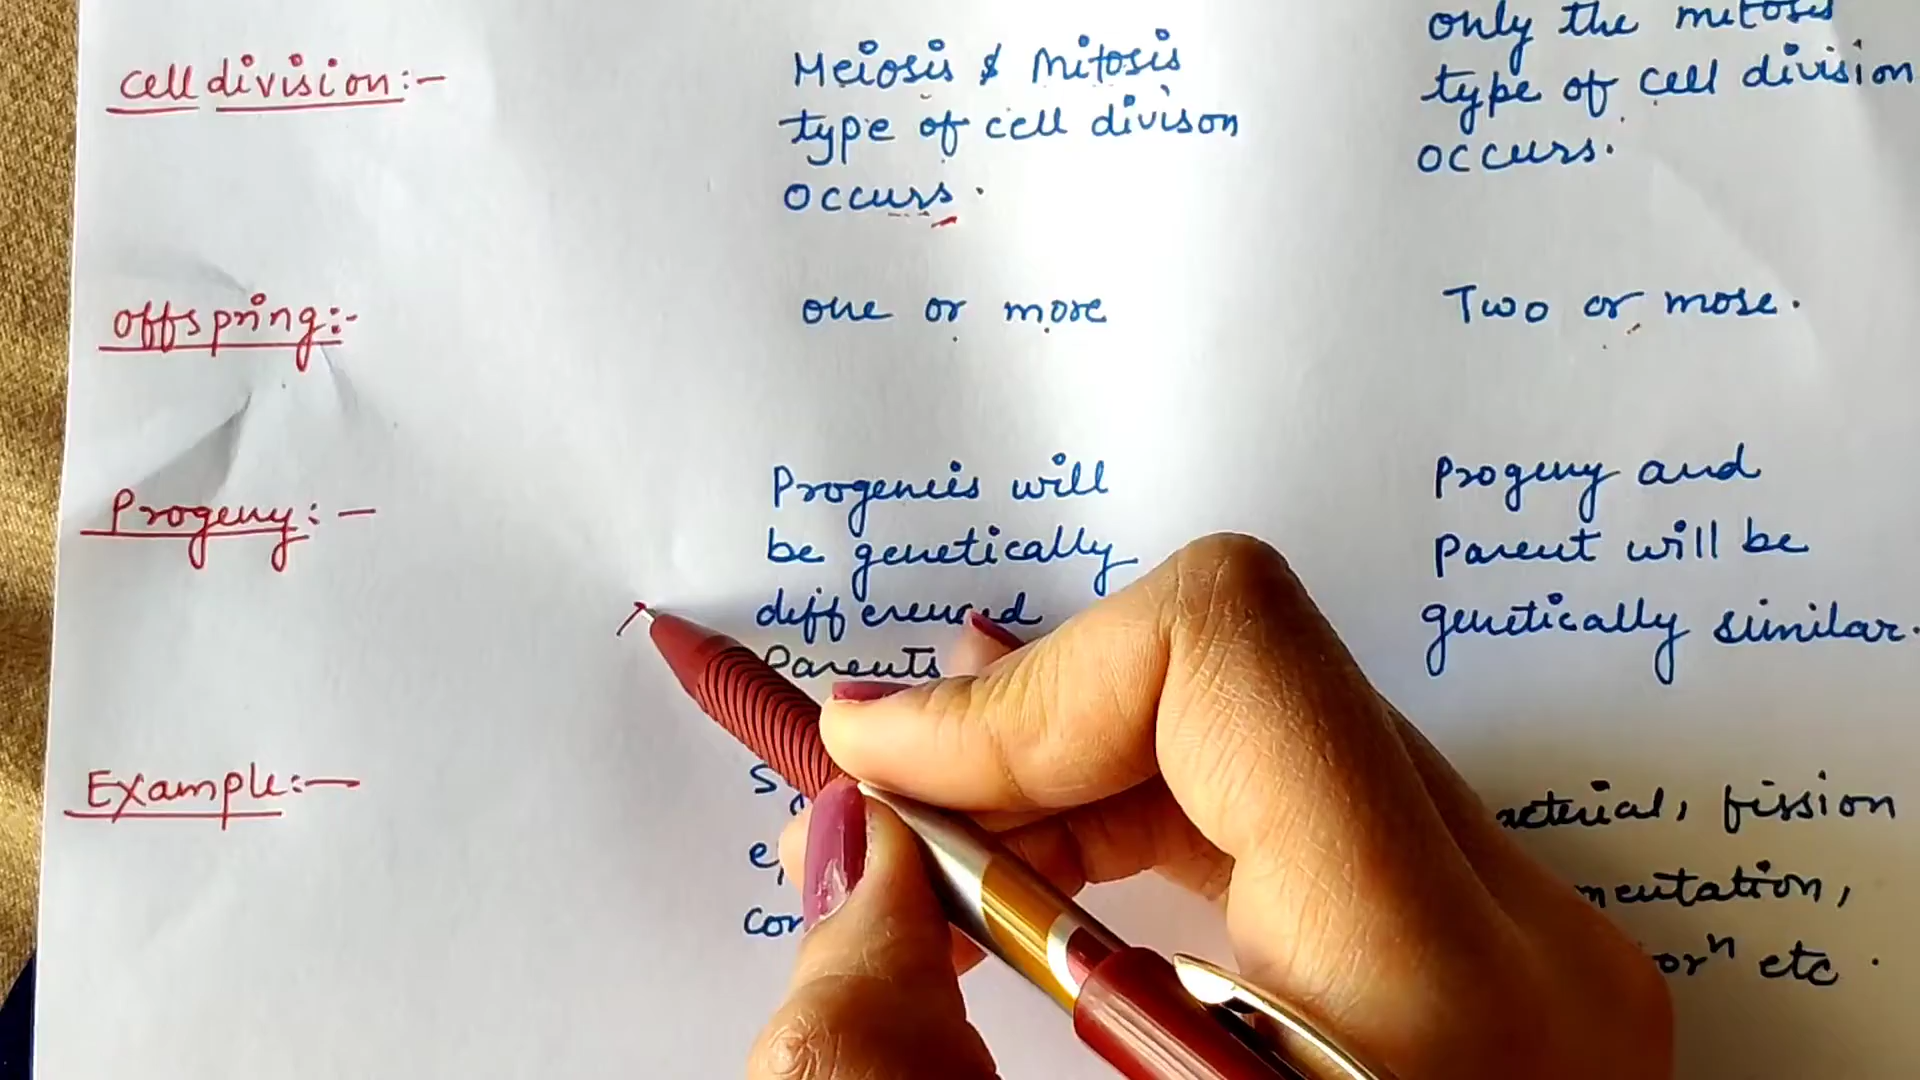 cell division:-
Meiosis & Mitosis
type of cell divison
occurs.
only the mitosis
type of cell division
occurs.
offspring:-
one or more
Two or more.
Progeny:-
Progenies will
be genetically
differenced
Parents
Progeny and
Parent will be
genetically similar.
Example:-
fission
etc.